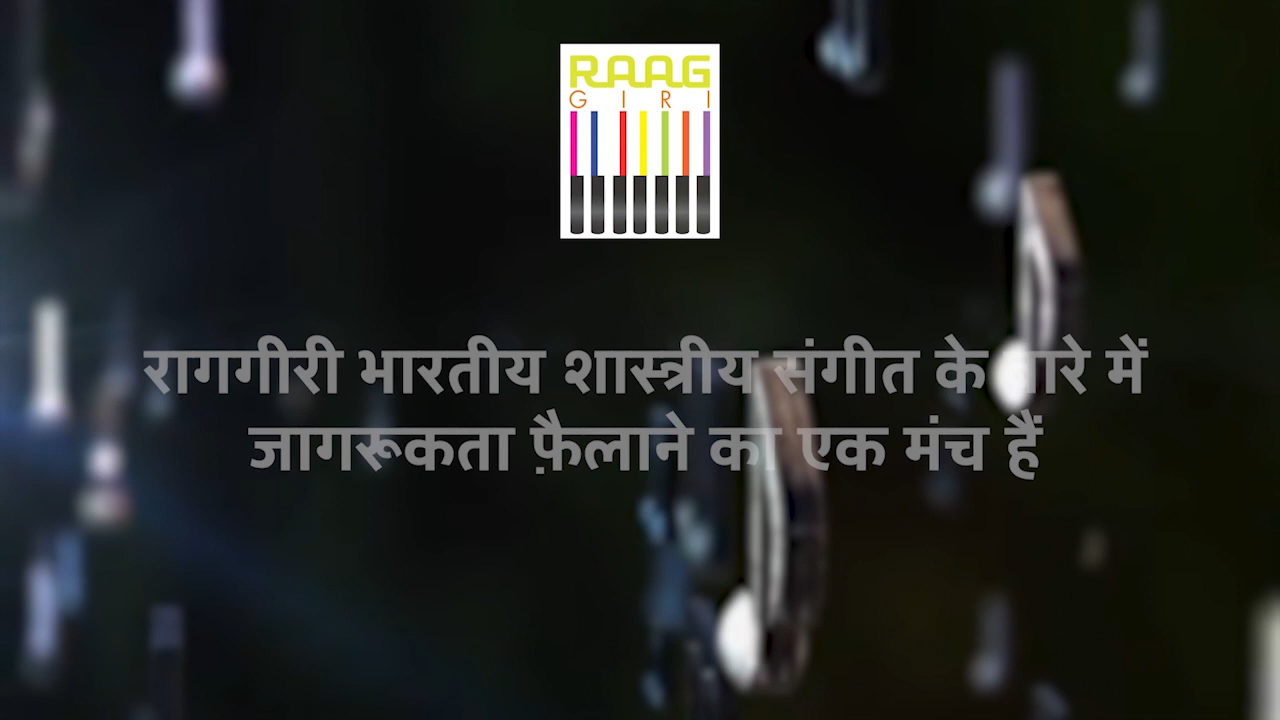 RAAG
GIRI
रागगीरी भारतीय शास्त्रीय संगीत के बारे में
जागरूकता फ़ैलाने का एक मंच हैं